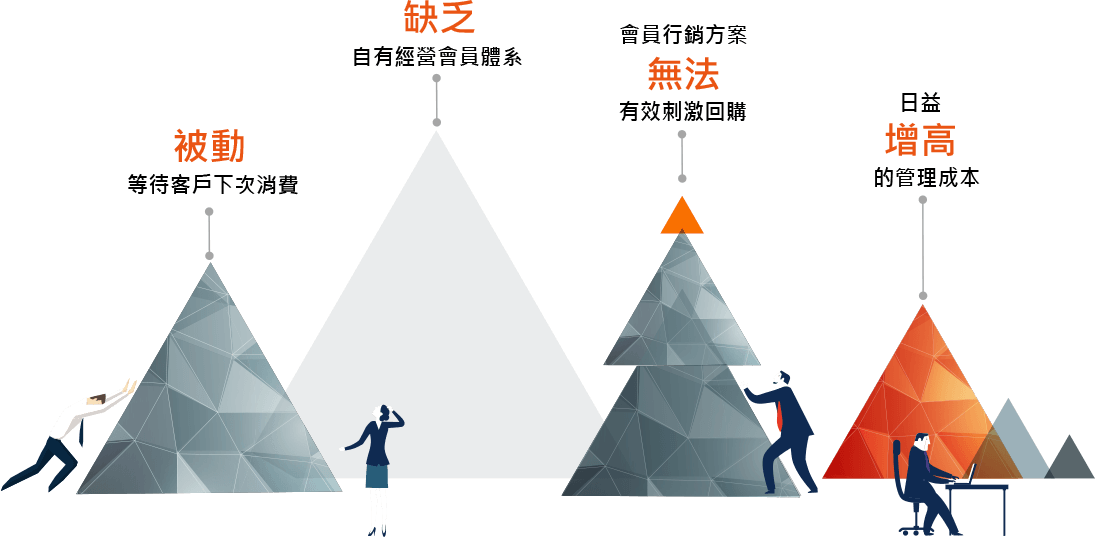 被動
等待客戶下次消費
缺乏
自有經營會員體系
會員行銷方案
無法
有效刺激回購
日益
增高
的管理成本